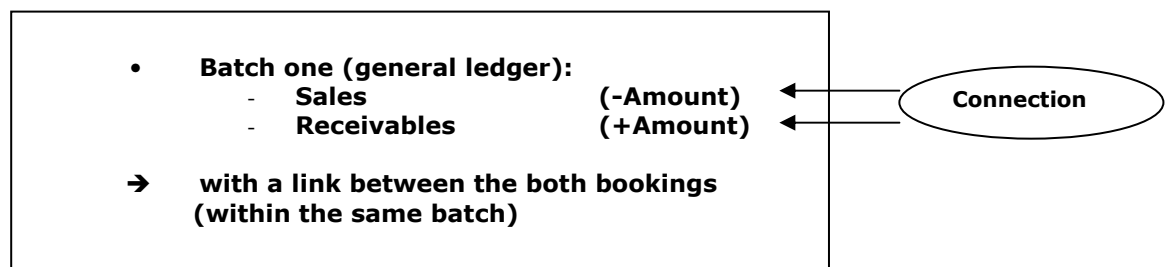 • Batch one (general ledger):
- Sales (-Amount)
- Receivables (+Amount)
Connection
➔ with a link between the both bookings
(within the same batch)